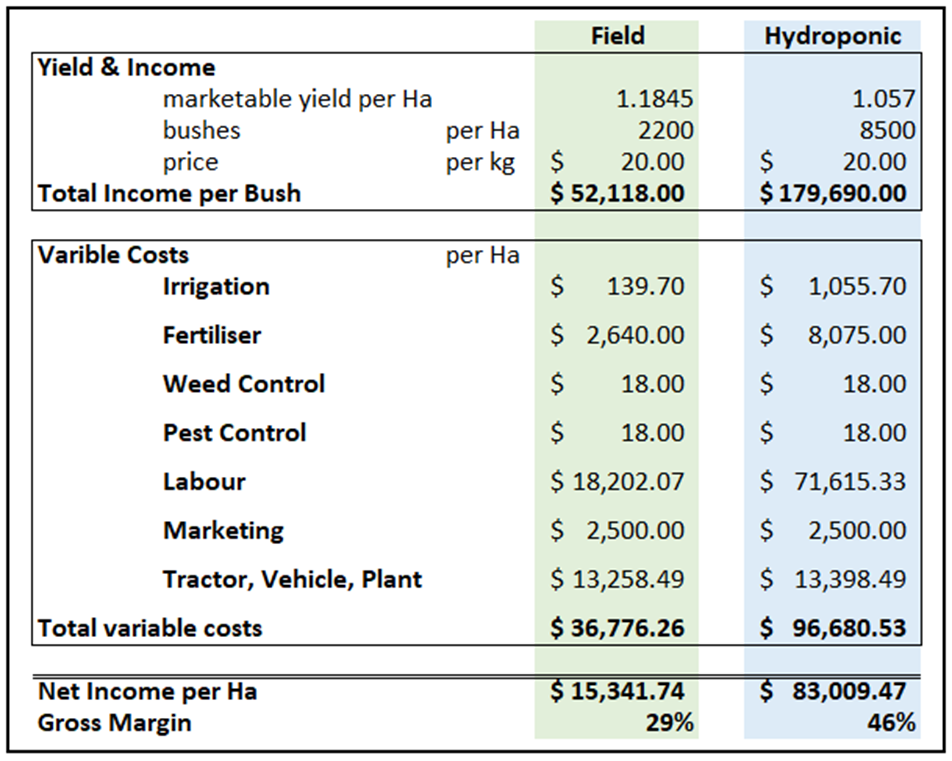 Field Hydroponic
Yield & Income
marketable yield per Ha 1.1845 1.057
bushes per Ha 2200 8500
price per kg $ 20.00 $ 20.00
Total Income per Bush $ 52,118.00 $ 179,690.00
Varible Costs per Ha
Irrigation $ 139.70 $ 1,055.70
Fertiliser $ 2,640.00 $ 8,075.00
Weed Control $ 18.00 $ 18.00
Pest Control $ 18.00 $ 18.00
Labour $ 18,202.07 $ 71,615.33
Marketing $ 2,500.00 $ 2,500.00
Tractor, Vehicle, Plant $ 13,258.49 $ 13,398.49
Total variable costs $ 36,776.26 $ 96,680.53
Net Income per Ha $ 15,341.74 $ 83,009.47
Gross Margin 29% 46%